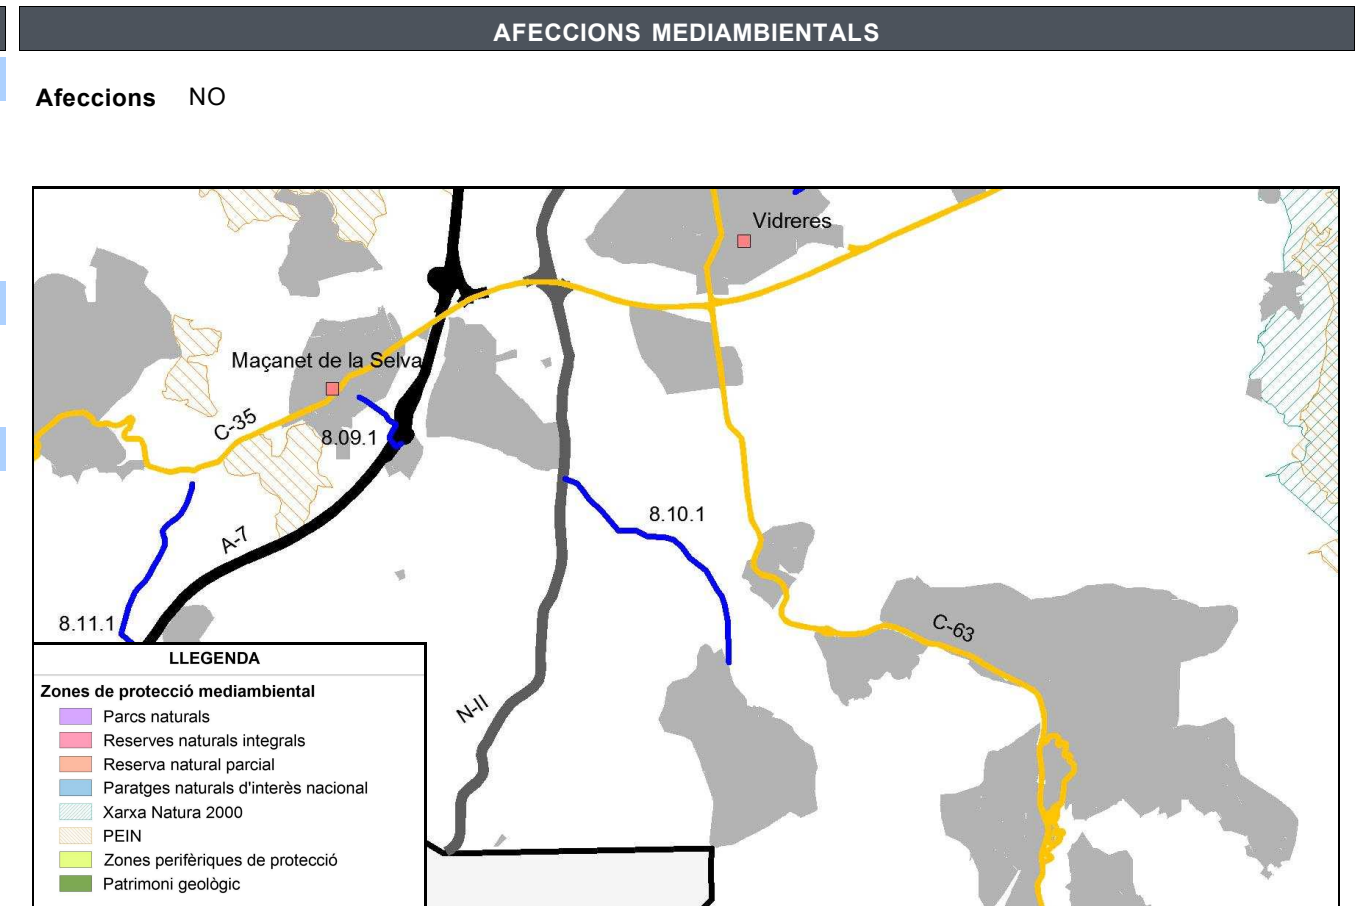 AFECCIONS MEDIAMBIENTALS
Afeccions NO
Vidreres
Maçanet de la Selva
C-35
8.09.1
8.10.1
A-7
8.11.1
C-63
N-II
LLEGENDA
Zones de protecció mediambiental
Parcs naturals
Reserves naturals integrals
Reserva natural parcial
Paratges naturals d'interès nacional
Xarxa Natura 2000
PEIN
Zones perifèriques de protecció
Patrimoni geològic